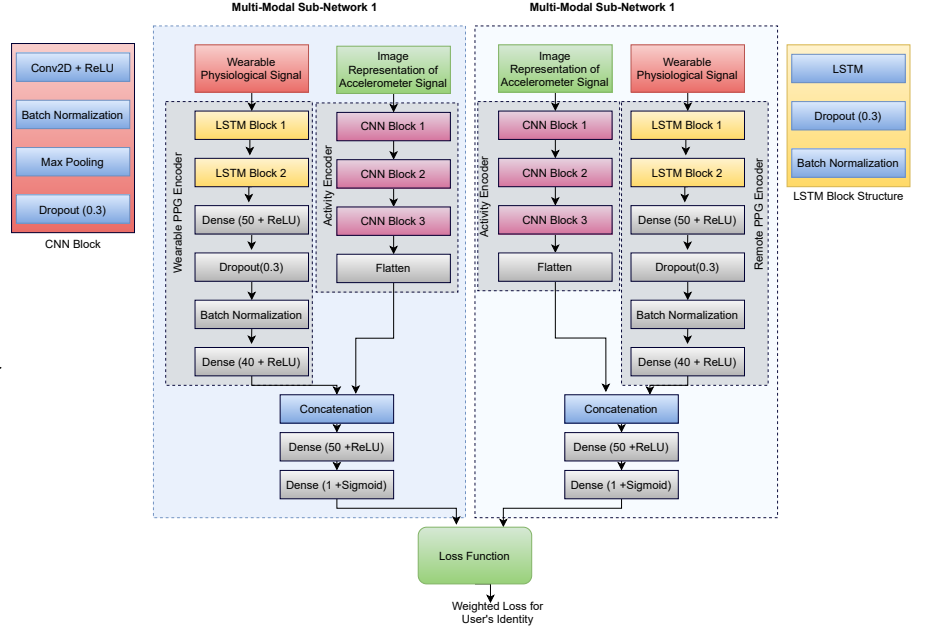 Multi-Modal Sub-Network 1
Multi-Modal Sub-Network 1
Conv2D + ReLU
Batch Normalization
Max Pooling
Dropout (0.3)
CNN Block
Wearable
Physiological Signal
Wearable PPG Encoder
LSTM Block 1
LSTM Block 2
Dense (50 + ReLU)
Dropout(0.3)
Batch Normalization
Dense (40 + ReLU)
Image
Representation of
Accelerometer Signal
Activity Encoder
CNN Block 1
CNN Block 2
CNN Block 3
Flatten
Concatenation
Dense (50 +ReLU)
Dense (1 +Sigmoid)
Image
Representation of
Accelerometer Signal
Activity Encoder
CNN Block 1
CNN Block 2
CNN Block 3
Flatten
Wearable
Physiological Signal
Remote PPG Encoder
LSTM Block 1
LSTM Block 2
Dense (50 + ReLU)
Dropout(0.3)
Batch Normalization
Dense (40 + ReLU)
Concatenation
Dense (50 +ReLU)
Dense (1 +Sigmoid)
LSTM
Dropout (0.3)
Batch Normalization
LSTM Block Structure
Loss Function
Weighted Loss for
User's Identity